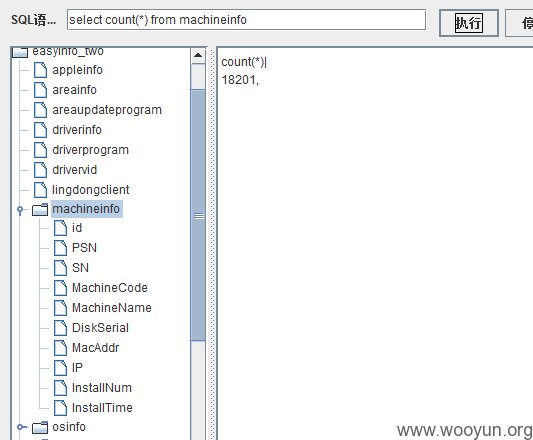 SQL语... select count(*) from machineinfo 执行 停
easyinfo_two
appleinfo
areainfo
areaupdateprogram
driverinfo
driverprogram
drivervid
lingdongclient
machineinfo
id
PSN
SN
MachineCode
MachineName
DiskSerial
MacAddr
IP
InstallNum
InstallTime
osinfo
count(*)|
18201,
www.wooyun.org